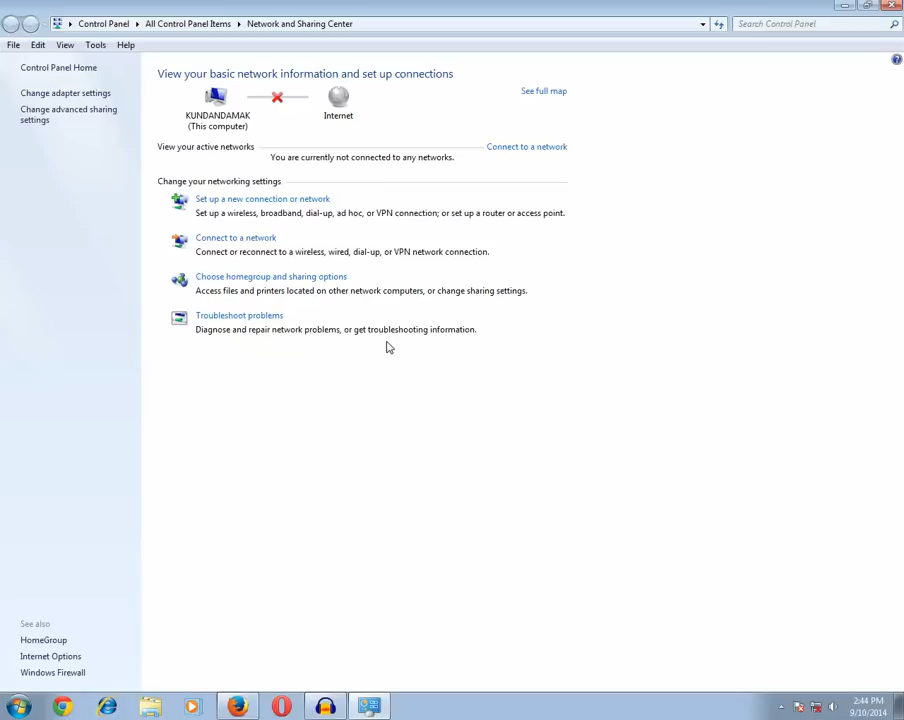 Control Panel ▸ All Control Panel Items ▸ Network and Sharing Center
Search Control Panel
File Edit View Tools Help
Control Panel Home
Change adapter settings
Change advanced sharing
settings
View your basic network information and set up connections
See full map
KUNDANDAMAK
(This computer)
Internet
View your active networks
Connect to a network
You are currently not connected to any networks.
Change your networking settings
Set up a new connection or network
Set up a wireless, broadband, dial-up, ad hoc, or VPN connection; or set up a router or access point.
Connect to a network
Connect or reconnect to a wireless, wired, dial-up, or VPN network connection.
Choose homegroup and sharing options
Access files and printers located on other network computers, or change sharing settings.
Troubleshoot problems
Diagnose and repair network problems, or get troubleshooting information.
See also
HomeGroup
Internet Options
Windows Firewall
2:44 PM
9/10/2014